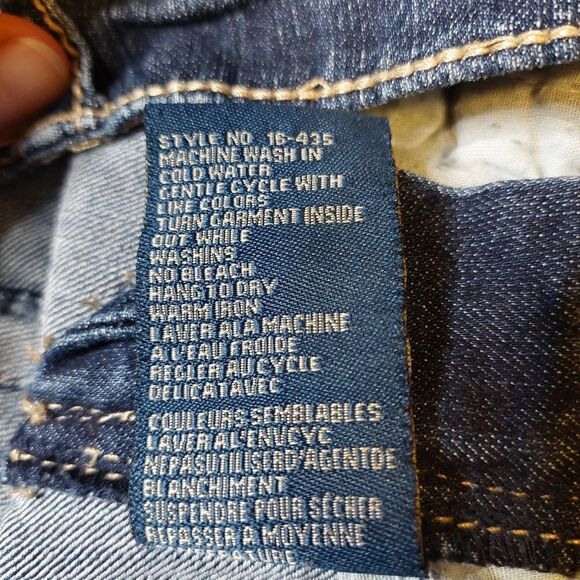 STYLE NO. 16-435
MACHINE WASH IN
COLD WATER
GENTLE CYCLE WITH
LIKE COLORS
TURN GARMENT INSIDE
OUT WHILE
WASHINS
NO BLEACH
HANG TO DRY
WARM IRON
LAVER ALA MACHINE
A L'EAU FROIDE
REGLER AU CYCLE
DELICATAVEC
COULEURS SEMBLABLES
LAVER AL'ENVCYC
NEPASUTILISERD/AGENTDE
BLANCHIMENT
SUSPENDRE POUR SÉCHER
REPASSER A MOYENNE